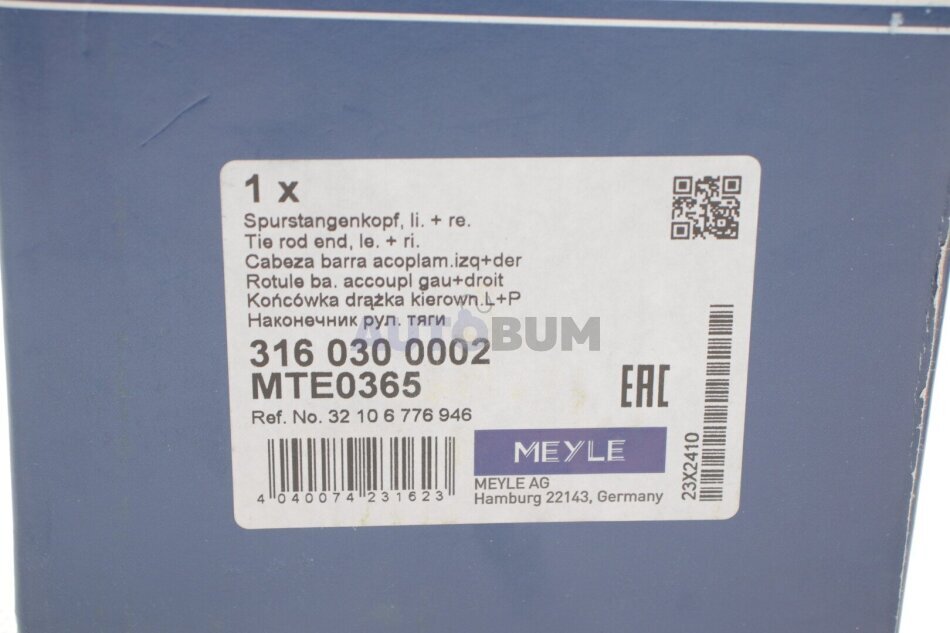 1 x
Spurstangenkopf, li. + re.
Tie rod end, le. + ri.
Cabeza barra acoplam.izq+der
Rotule ba. accoupl gau+droit
Końcówka drążka kierown.L+P
Наконечник рул. тяги
AUTOBUM
316 030 0002
MTE0365
EAC
Ref. No. 32 10 6 776 946
MEYLE
MEYLE AG
Hamburg 22143, Germany
4 040074 231623
23X2410